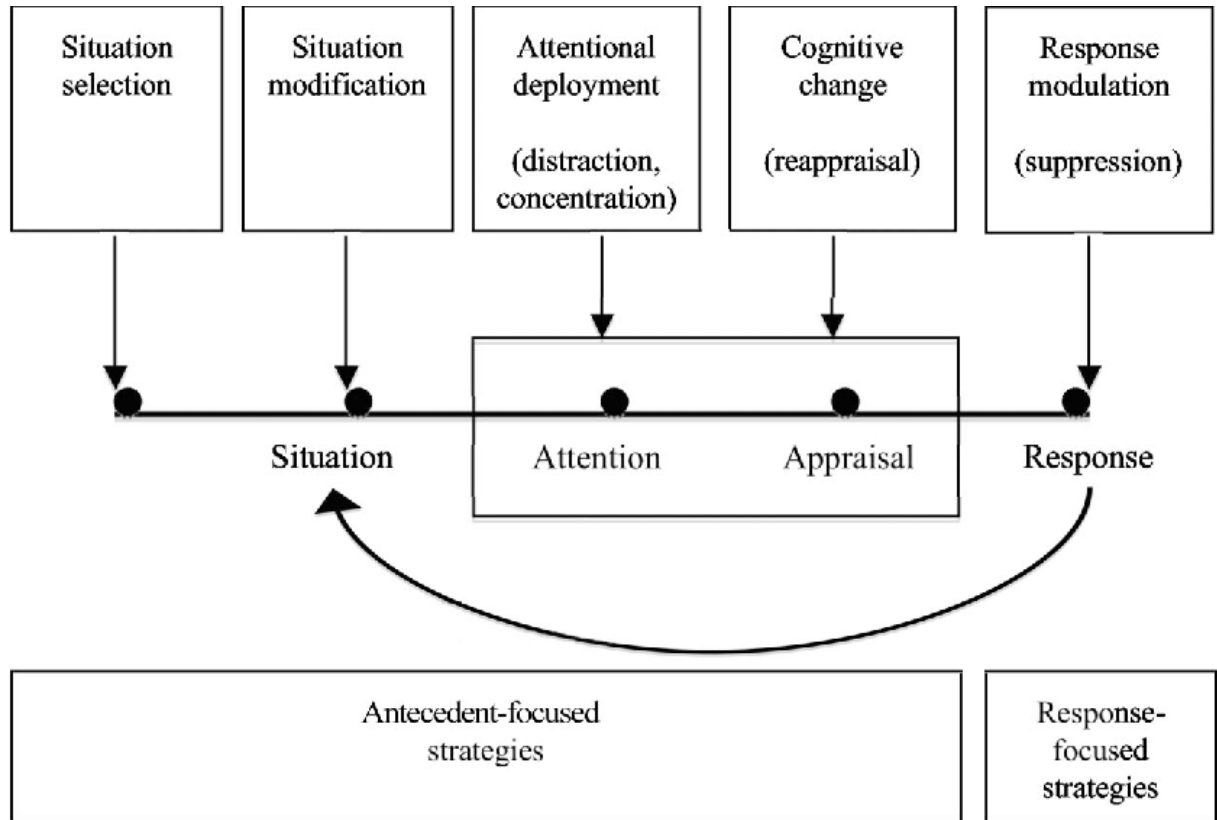 Situation
selection
Situation
modification
Attentional
deployment
(distraction,
concentration)
Cognitive
change
(reappraisal)
Response
modulation
(suppression)
Situation
Attention
Appraisal
Response
Antecedent-focused
strategies
Response-
focused
strategies